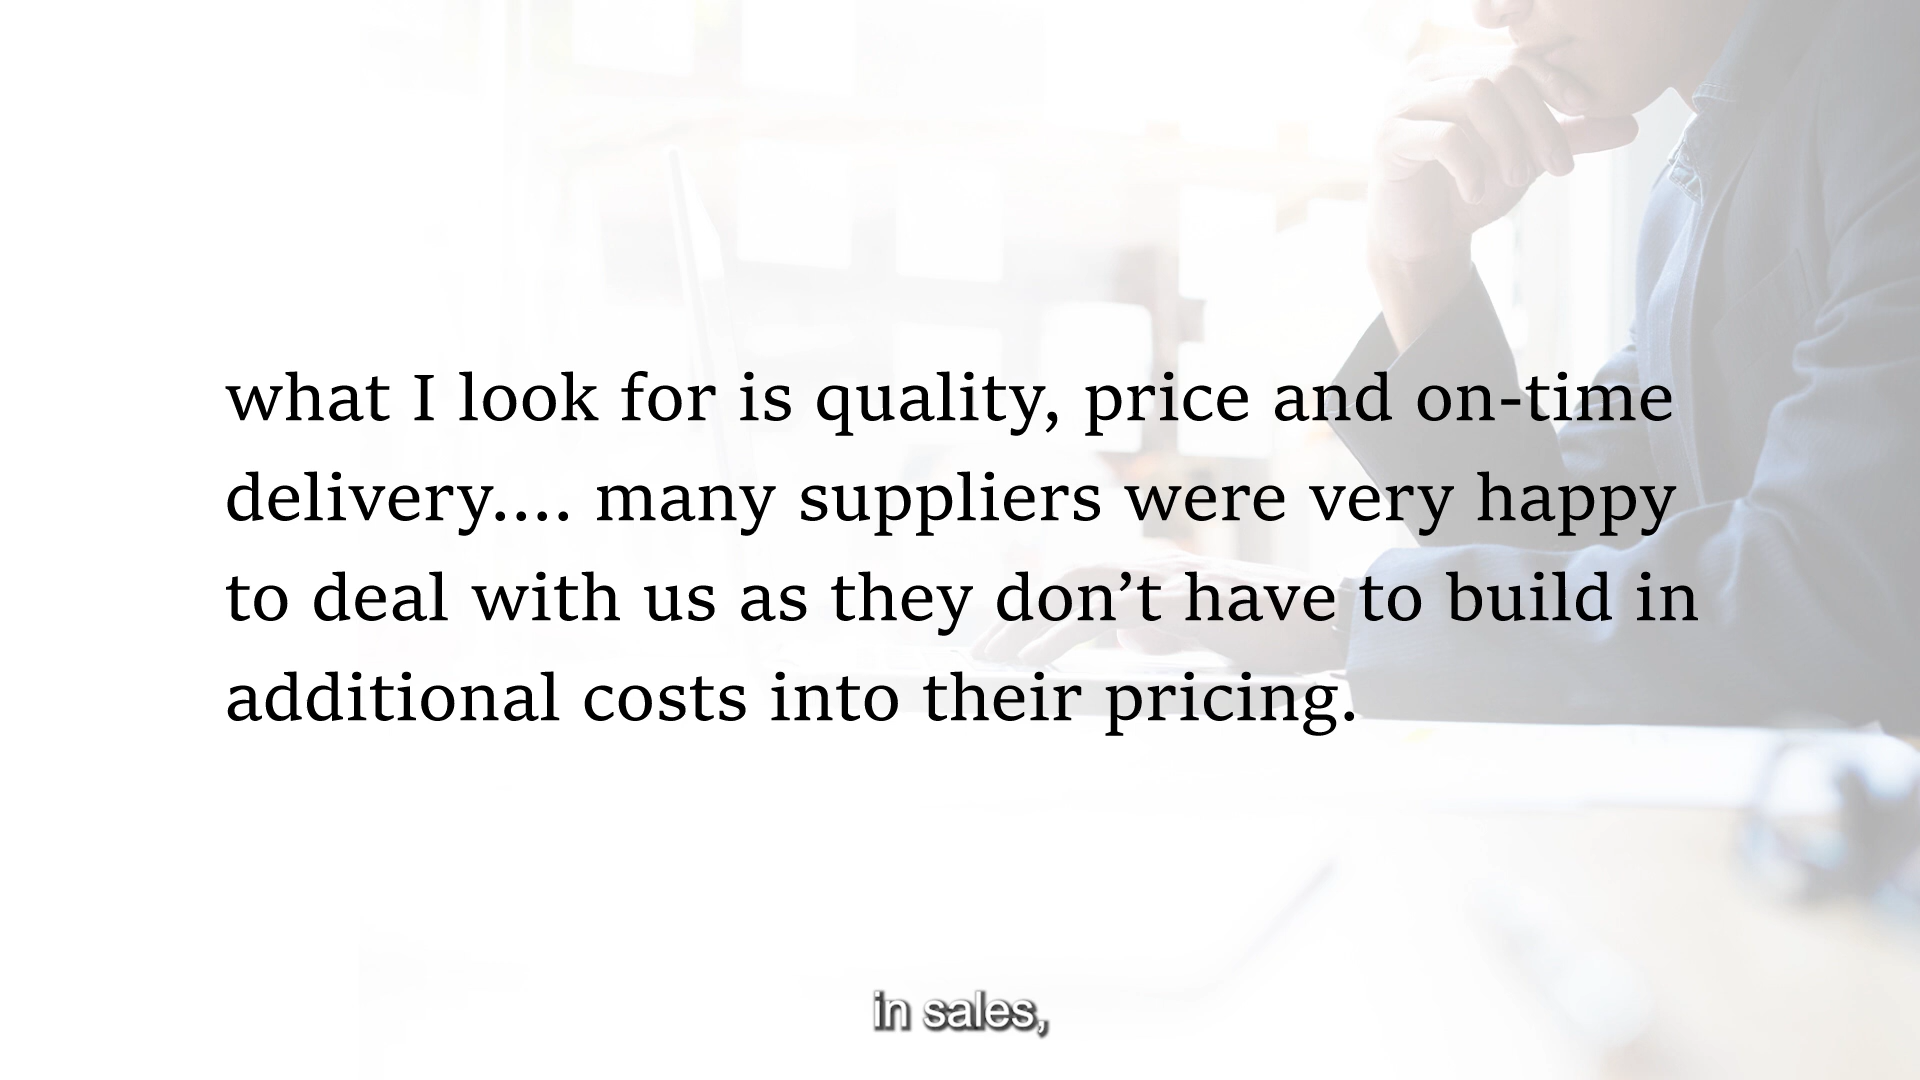 what I look for is quality, price and on-time
delivery.... many suppliers were very happy
to deal with us as they don’t have to build in
additional costs into their pricing.
in sales,